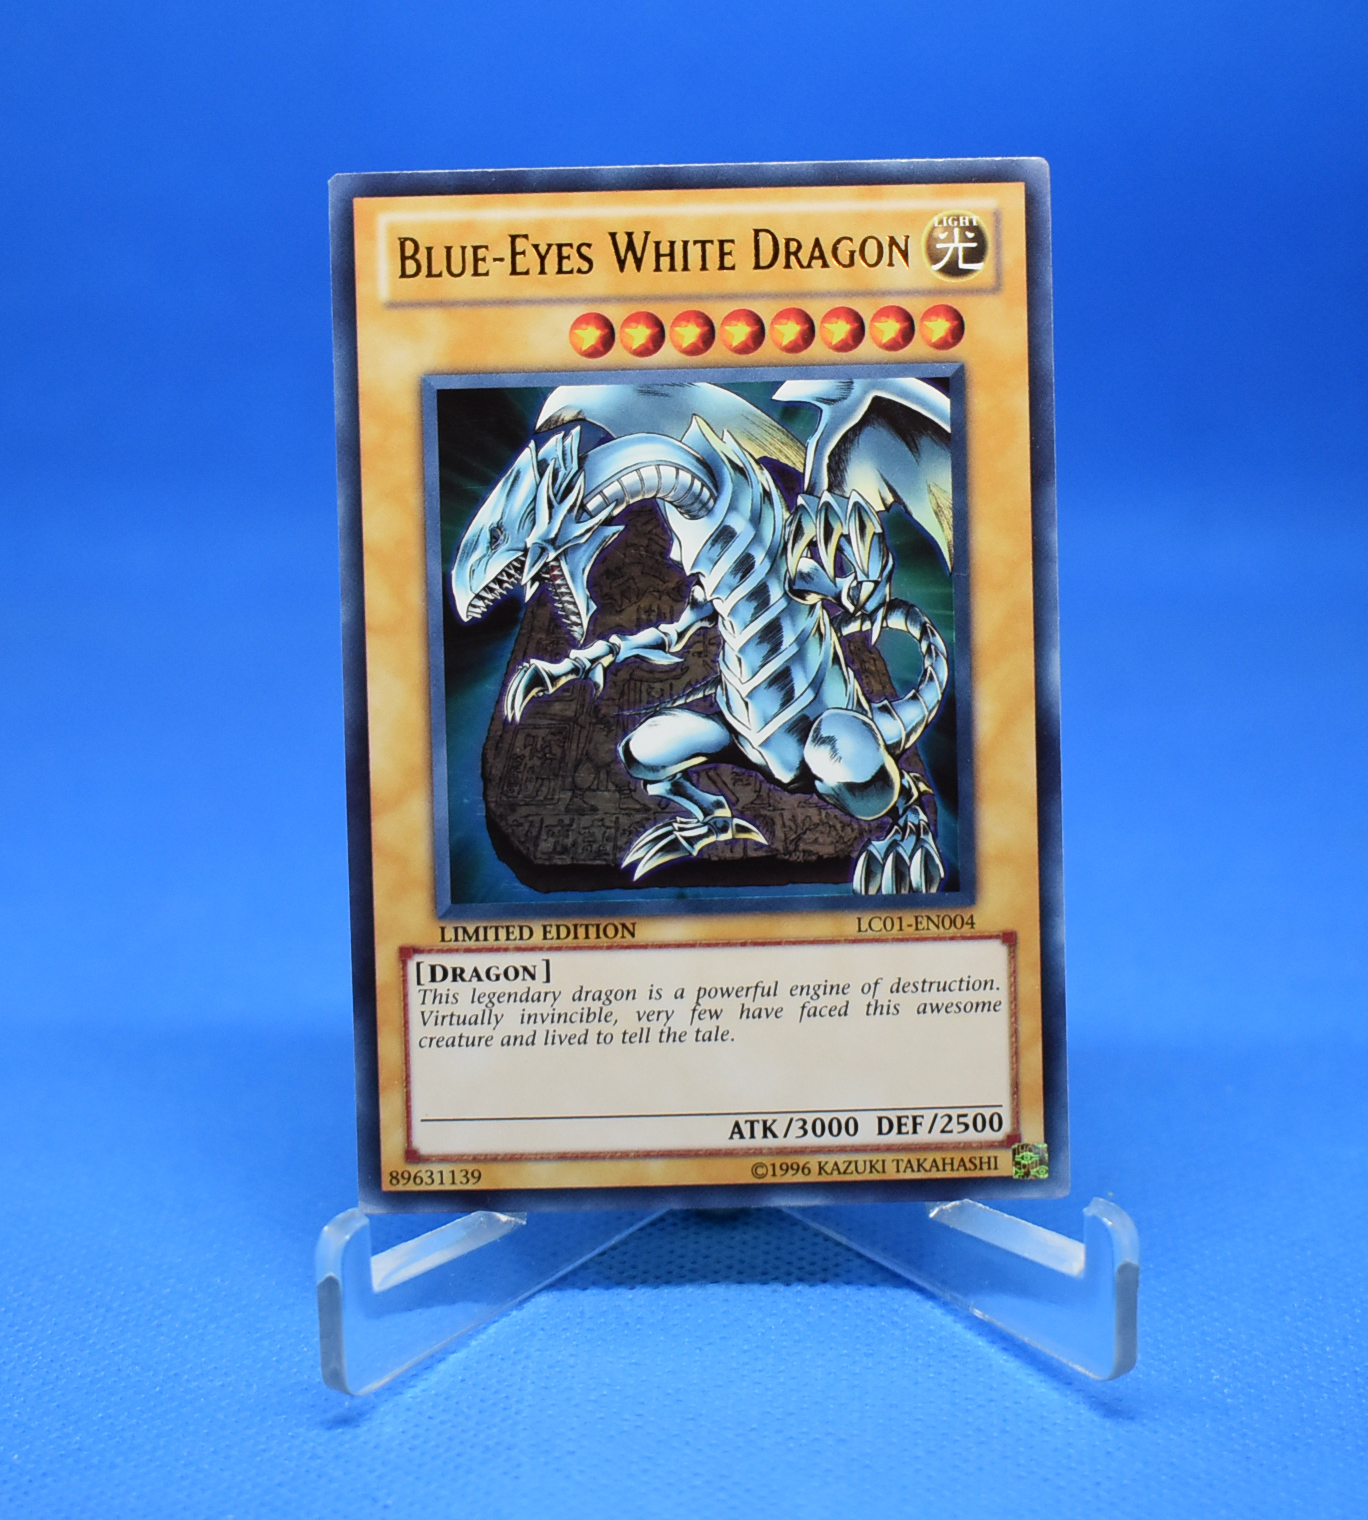 BLUE-EYES WHITE DRAGON
LIGHT
光
LIMITED EDITION
LC01-EN004
[DRAGON]
This legendary dragon is a powerful engine of destruction.
Virtually invincible, very few have faced this awesome
creature and lived to tell the tale.
ATK/3000 DEF/2500
89631139
©1996 KAZUKI TAKAHASHI